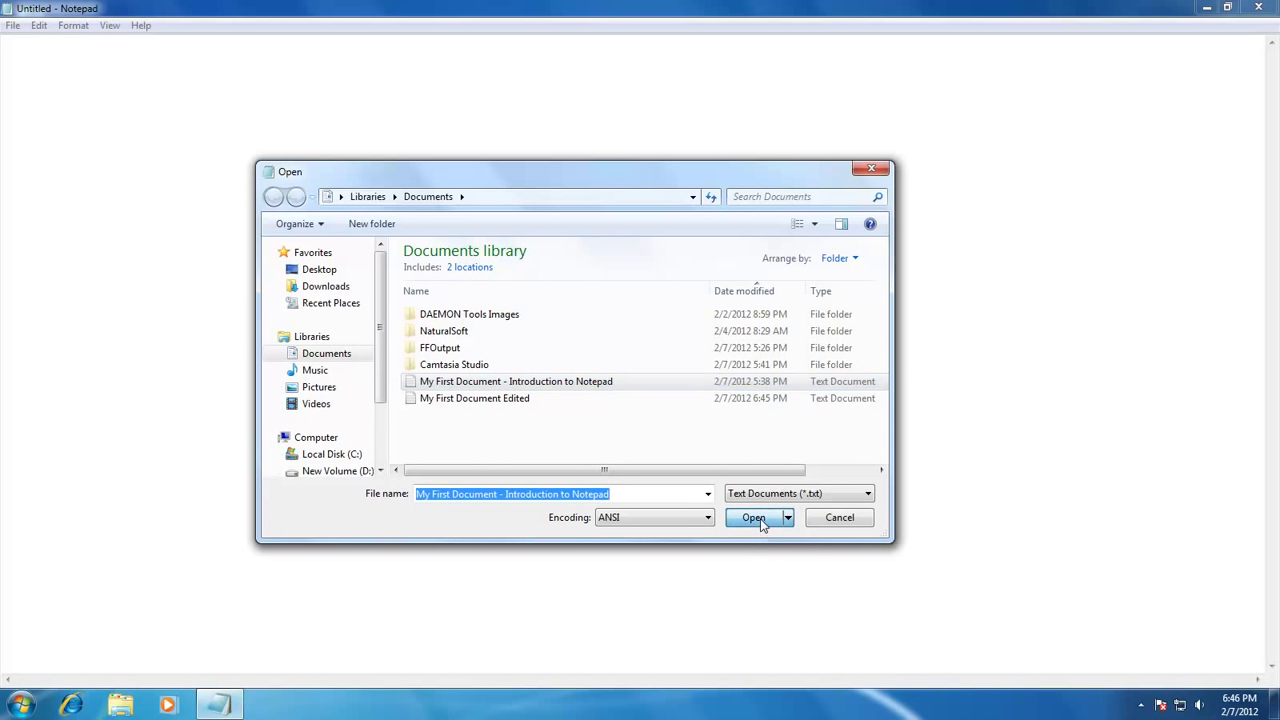 Untitled - Notepad
File Edit Format View Help
Open
Libraries Documents Search Documents
Organize New folder
Favorites
Desktop
Downloads
Recent Places
Libraries
Documents
Music
Pictures
Videos
Computer
Local Disk (C:)
New Volume (D:)
Documents library
Includes: 2 locations
Arrange by: Folder
Name Date modified Type
DAEMON Tools Images 2/2/2012 8:59 PM File folder
NaturalSoft 2/4/2012 8:29 AM File folder
FFOutput 2/7/2012 5:26 PM File folder
Camtasia Studio 2/7/2012 5:41 PM File folder
My First Document - Introduction to Notepad 2/7/2012 5:38 PM Text Document
My First Document Edited 2/7/2012 6:45 PM Text Document
File name: My First Document - Introduction to Notepad Text Documents (*.txt)
Encoding: ANSI Open Cancel
6:46 PM
2/7/2012